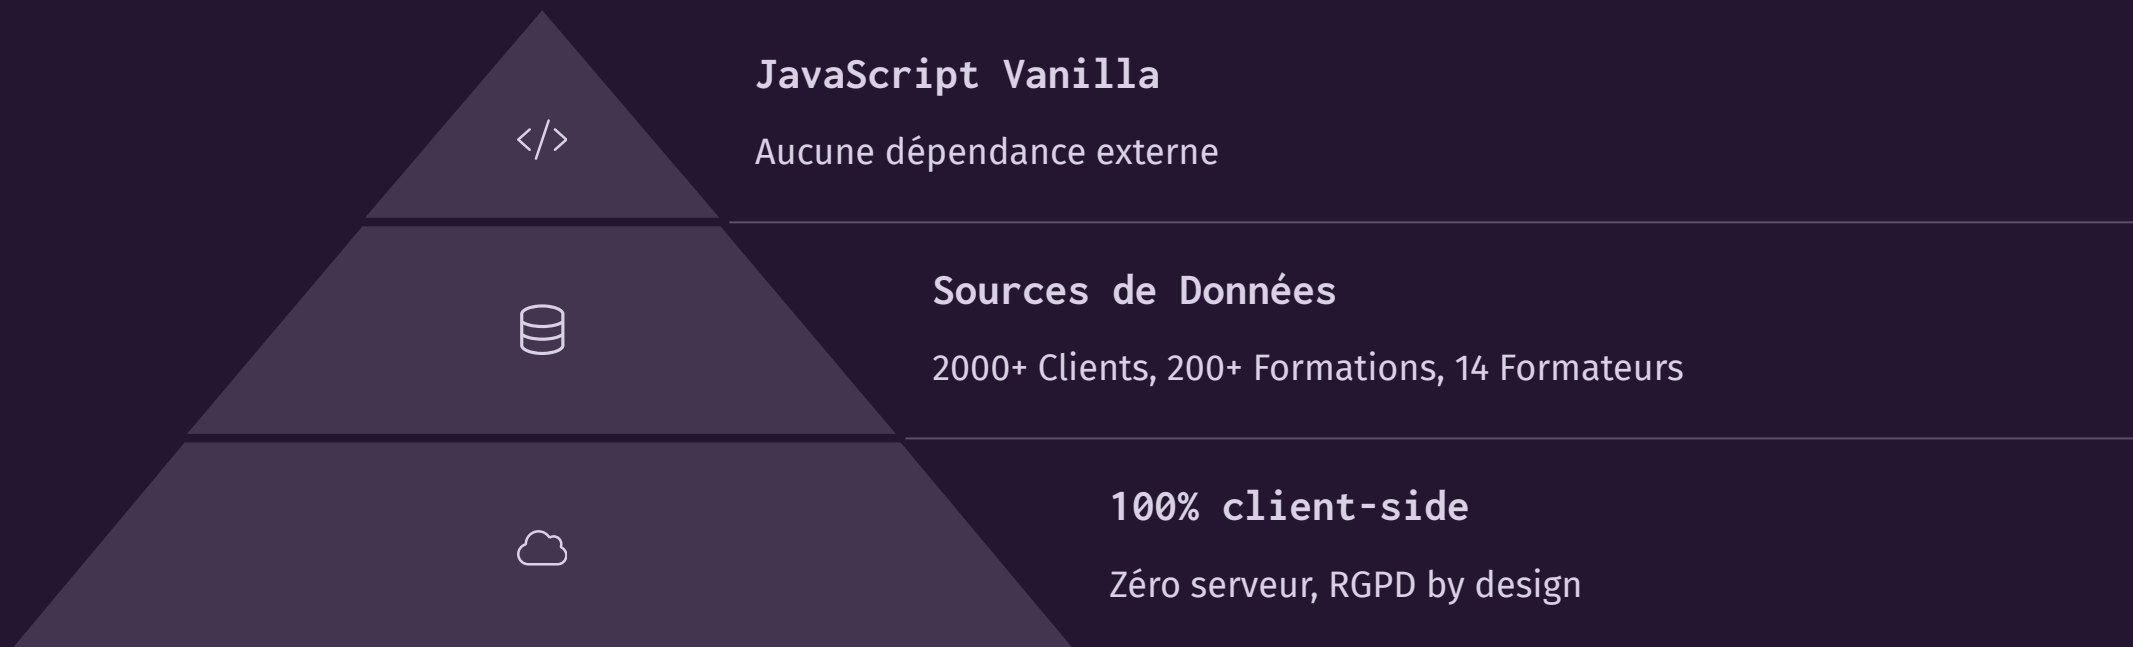 JavaScript Vanilla
Aucune dépendance externe
Sources de Données
2000+ Clients, 200+ Formations, 14 Formateurs
100% client-side
Zéro serveur, RGPD by design